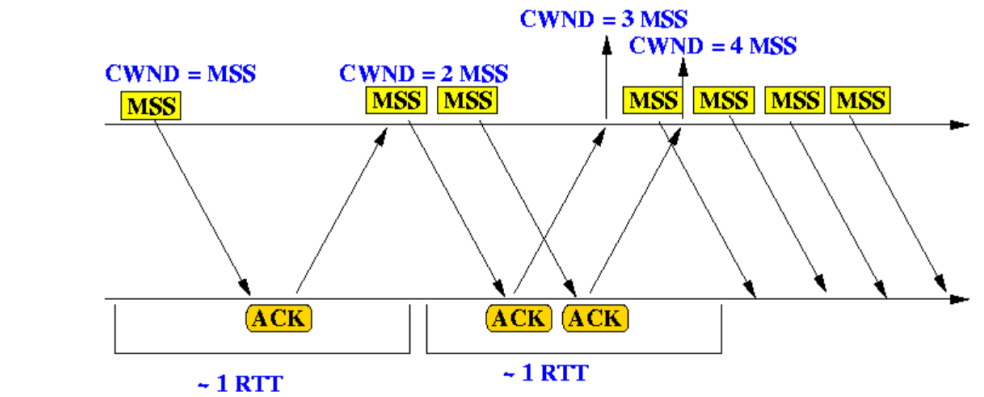 CWND = 3 MSS
CWND = 4 MSS
CWND = MSS
CWND = 2 MSS
MSS
MSS
MSS
MSS
MSS
MSS
MSS
ACK
ACK
ACK
~ 1 RTT
~ 1 RTT